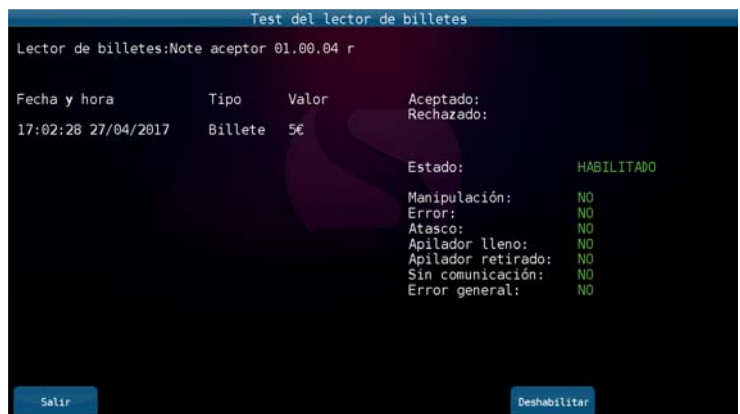 Test del lector de billetes
Lector de billetes:Note aceptor 01.00.04 r
Fecha y hora Tipo Valor
17:02:28 27/04/2017 Billete 5€
Aceptado:
Rechazado:
Estado: HABILITADO
Manipulación: NO
Error: NO
Atasco: NO
Apilador lleno: NO
Apilador retirado: NO
Sin comunicación: NO
Error general: NO
Salir
Deshabilitar